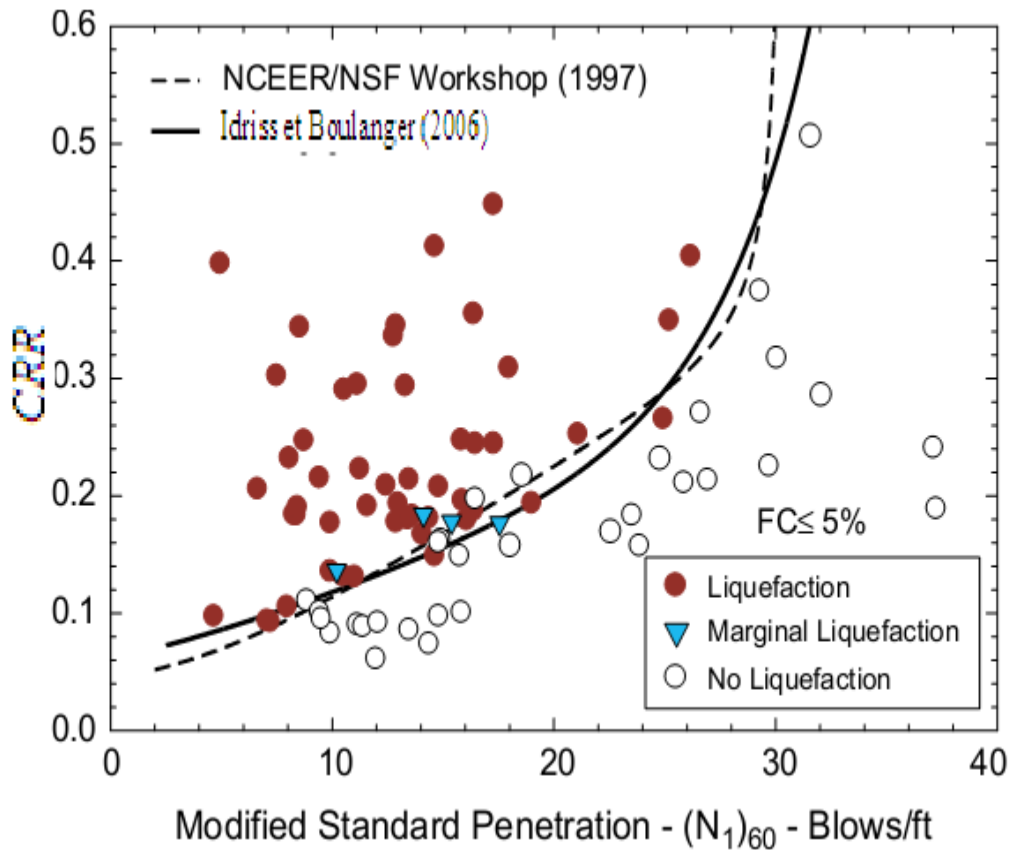 0.6
NCEER/NSF Workshop (1997)
Idriss et Boulanger (2006)
0.5
0.4
CRR
0.3
0.2
FC≤ 5%
Liquefaction
0.1
Marginal Liquefaction
No Liquefaction
0.0
0 10 20 30 40
Modified Standard Penetration - (N₁)₆₀ - Blows/ft